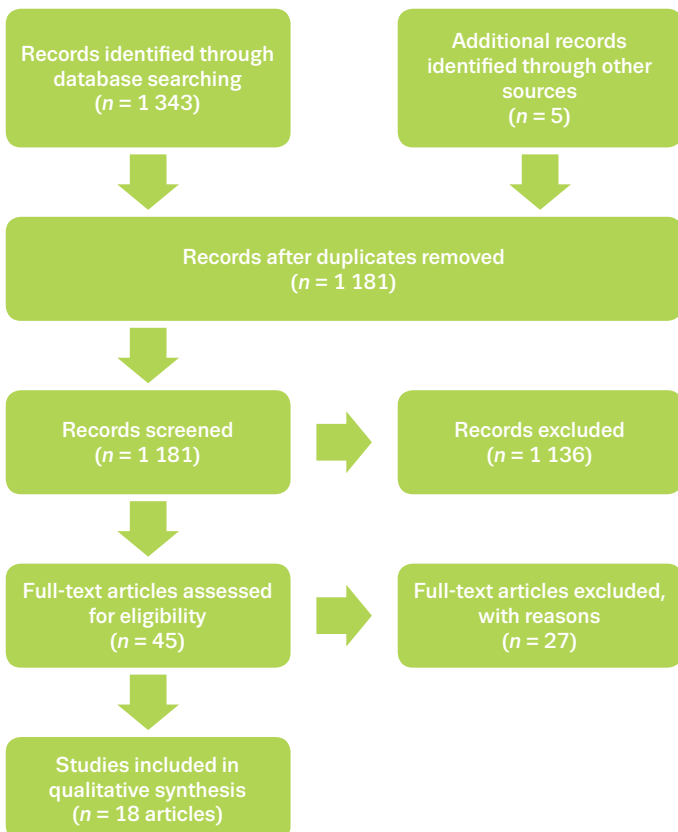 Records identified through
database searching
(n = 1 343)
Additional records
identified through other
sources
(n = 5)
Records after duplicates removed
(n = 1 181)
Records screened
(n = 1 181)
Records excluded
(n = 1 136)
Full-text articles assessed
for eligibility
(n = 45)
Full-text articles excluded,
with reasons
(n = 27)
Studies included in
qualitative synthesis
(n = 18 articles)